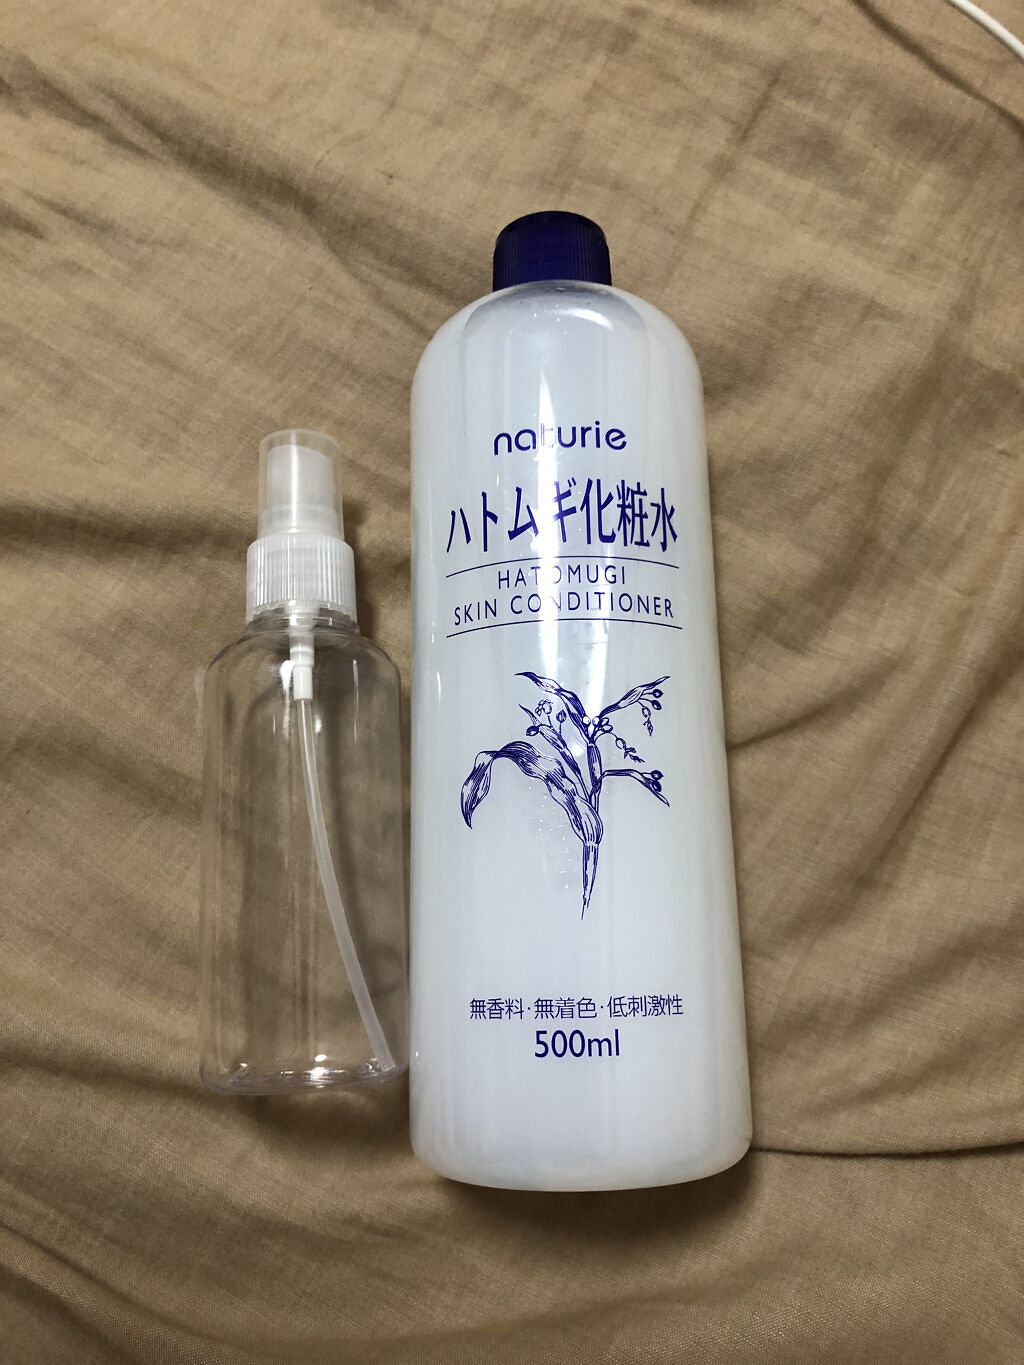 naturie
ハトムギ化粧水
HATOMUGI
SKIN CONDITIONER
無香料・無着色・低刺激性
500ml